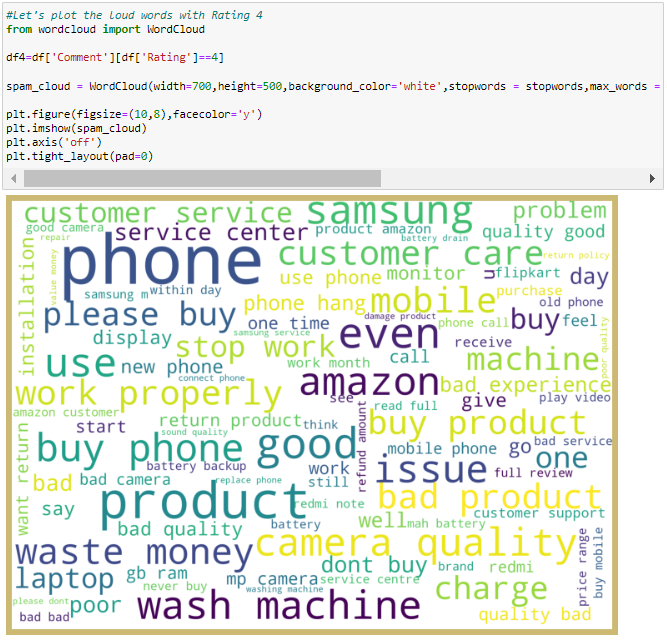 #Let's plot the loud words with Rating 4
from wordcloud import WordCloud
df4=df['Comment'][df['Rating']==4]
spam_cloud = WordCloud(width=700,height=500,background_color='white',stopwords = stopwords,max_words =
plt.figure(figsize=(10,8),facecolor='y')
plt.imshow(spam_cloud)
plt.axis('off')
plt.tight_layout(pad=0)
customer service
samsung
problem
good camera
service center
product amazon
quality good
repair
battery drain
phone
customer care
return policy
installation
value money
use phone
monitor
u
flipkart
day
samsung m
within day
phone hang
mobile
purchase
old phone
please buy
one time
damage product
even
phone call
buy
feel
display
samsung service
stop work
receive
poor quality
use
new phone
work month
call
machine
connect phone
amazon
bad experience
work properly
see
read full
give
play video
amazon customer
return product
think
buy product
start
sound quality
refund amount
want return
buy phone
good
mobile phone
go
bad service
one
battery backup
work
issue
full review
bad
bad camera
replace phone
still
product
redmi note
bad product
say
bad quality
battery
well
mah battery
customer support
waste money
camera quality
price range
buy mobile
dont buy
brand
redmi
laptop
gb ram
mp camera
service centre
never buy
washing machine
charge
please dont
poor
wash machine
bad bad
quality bad